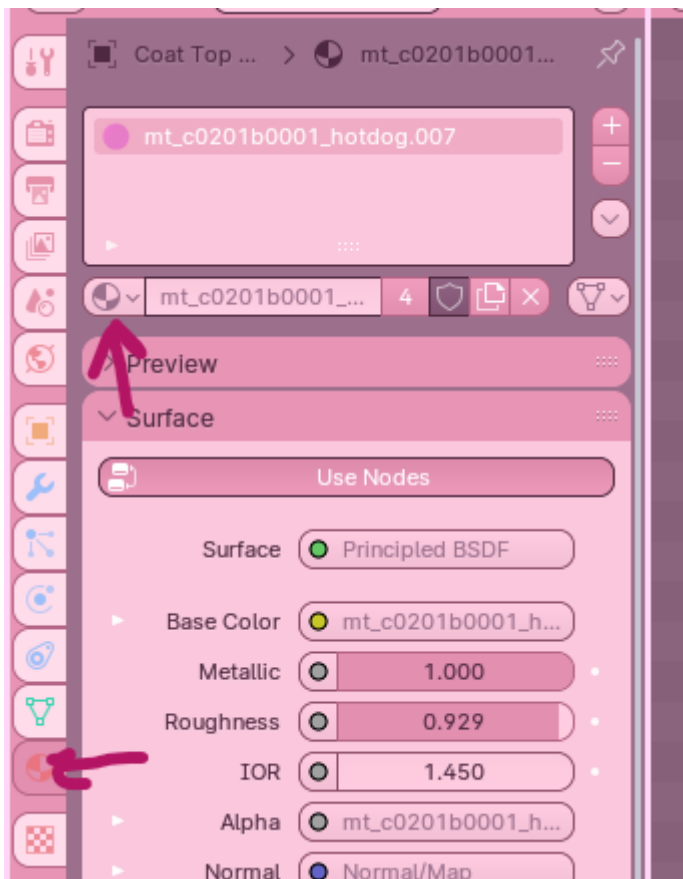 Coat Top ... > mt_c0201b0001...
mt_c0201b0001_hotdog.007
mt_c0201b0001_... 4
Preview
Surface
Use Nodes
Surface Principled BSDF
Base Color mt_c0201b0001_h...
Metallic 1.000
Roughness 0.929
IOR 1.450
Alpha mt_c0201b0001_h...
Normal Normal/Map